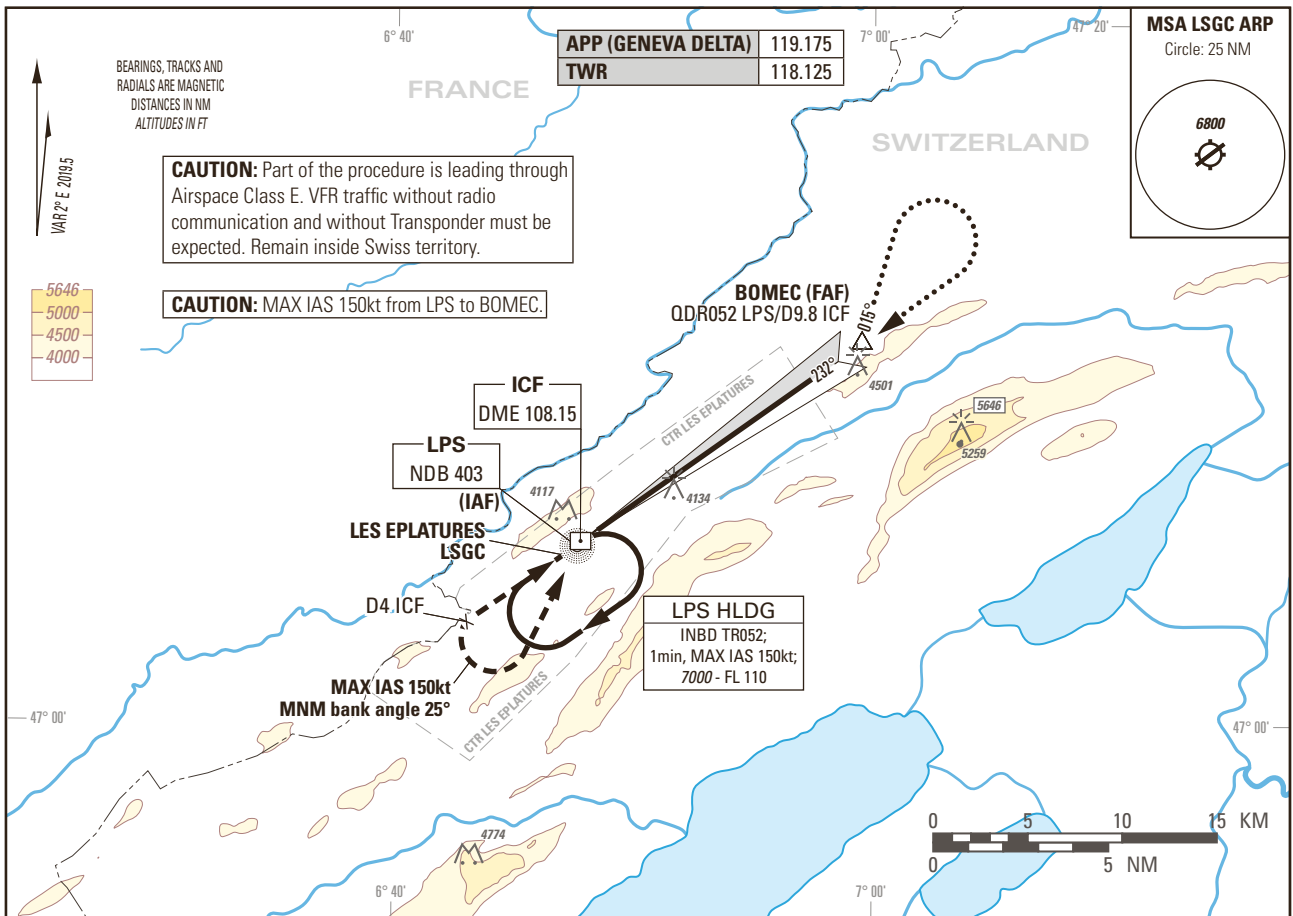 6° 40'
7° 00'
47° 20'
APP (GENEVA DELTA) 119.175
TWR 118.125
MSA LSGC ARP
Circle: 25 NM
6800
BEARINGS, TRACKS AND
RADIALS ARE MAGNETIC
DISTANCES IN NM
ALTITUDES IN FT
VAR 2° E 2019.5
FRANCE
SWITZERLAND
CAUTION: Part of the procedure is leading through
Airspace Class E. VFR traffic without radio
communication and without Transponder must be
expected. Remain inside Swiss territory.
CAUTION: MAX IAS 150kt from LPS to BOMEC.
5646
5000
4500
4000
BOMEC (FAF)
QDR052 LPS/D9.8 ICF
015°
232°
4501
CTR LES EPLATURES
5646
5259
ICF
DME 108.15
LPS
NDB 403
(IAF)
4117
4134
LES EPLATURES
LSGC
D4 ICF
LPS HLDG
INBD TR052;
1min, MAX IAS 150kt;
7000 - FL 110
MAX IAS 150kt
MNM bank angle 25°
CTR LES EPLATURES
47° 00'
47° 00'
4774
0 5 10 15 KM
0 5 NM
6° 40'
7° 00'